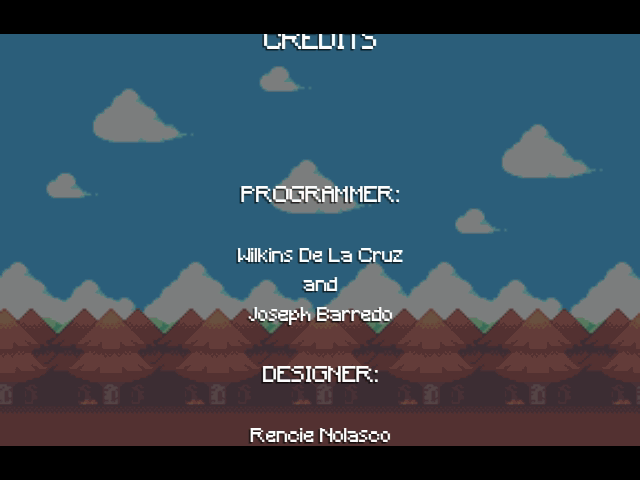 CREDITS
PROGRAMMER:
Wilkins De La Cruz
and
Joseph Barredo
DESIGNER:
Rencie Nolasco